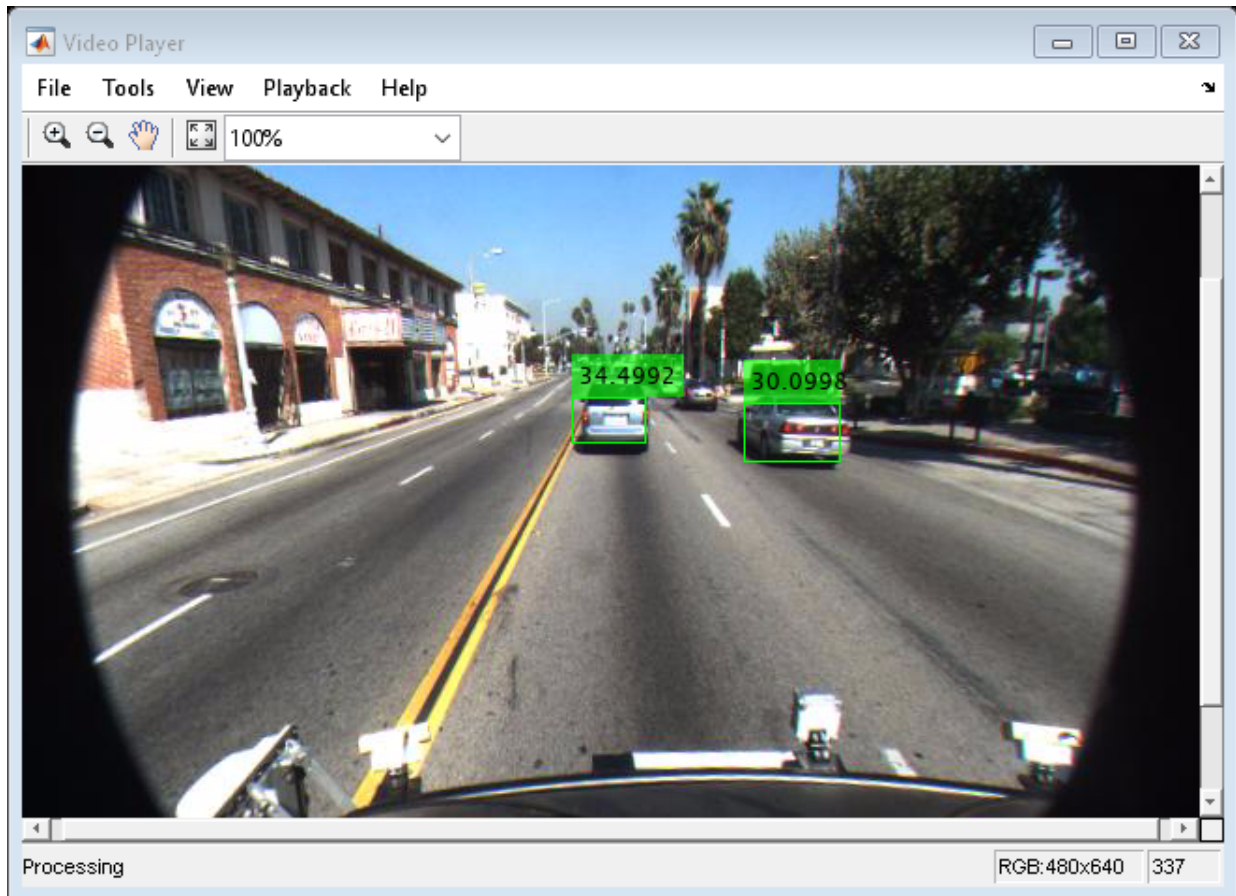 Video Player
File Tools View Playback Help
100%
34.4992
30.0998
Processing
RGB:480x640 337